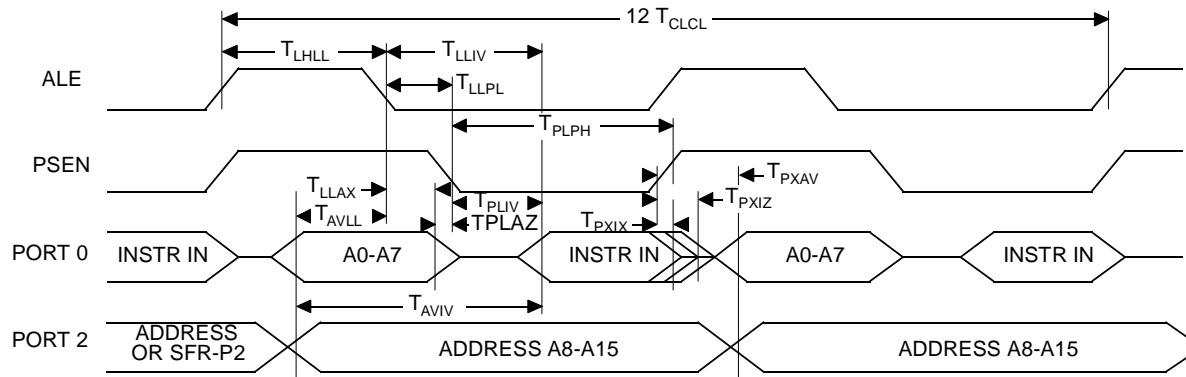 12 TCLCL
TLHLL
TLLIV
ALE
TLLPL
TPLPH
PSEN
TLLAX
TPLIV
TPXAV
TPXIZ
TAVLL
TPLAZ
TPXIX
PORT 0
INSTR IN
A0-A7
INSTR IN
A0-A7
INSTR IN
TAVIV
PORT 2
ADDRESS
OR SFR-P2
ADDRESS A8-A15
ADDRESS A8-A15